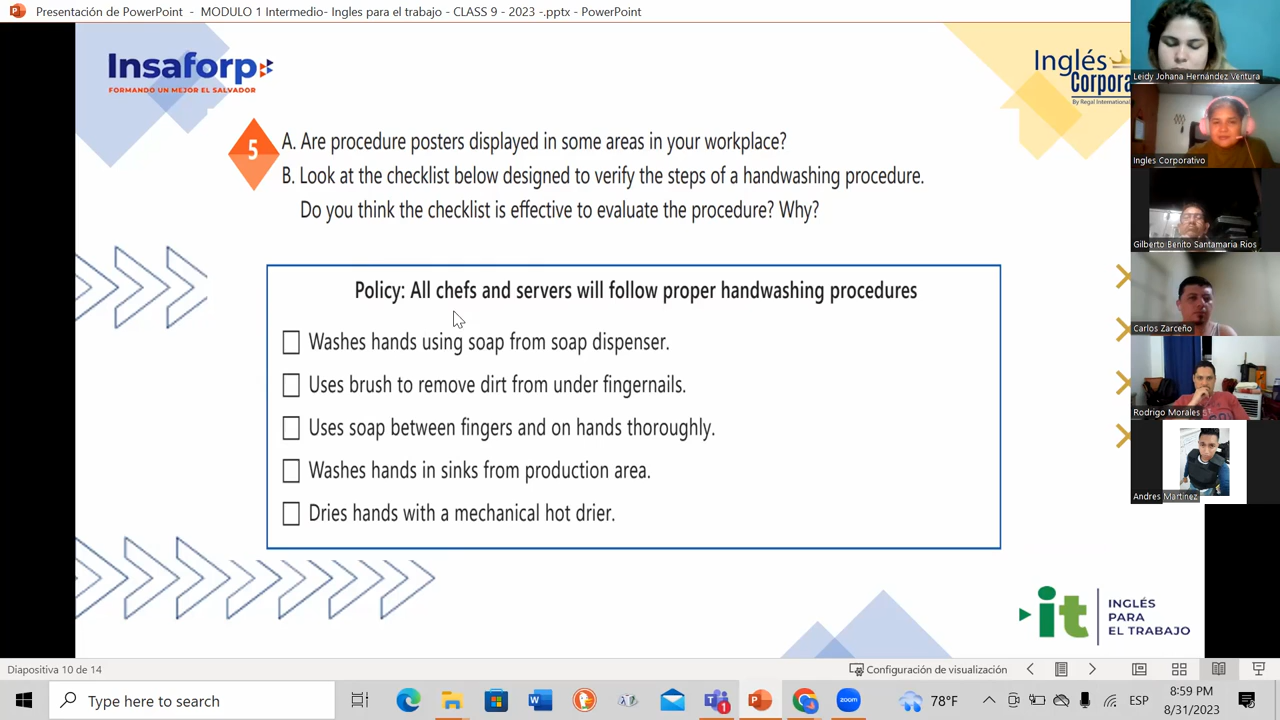 Presentación de PowerPoint - MODULO 1 Intermedio- Ingles para el trabajo - CLASS 9 - 2023 -.pptx - PowerPoint
Insaforp
FORMANDO UN MEJOR EL SALVADOR
Inglés
Corpora
By Regal International
5
A. Are procedure posters displayed in some areas in your workplace?
B. Look at the checklist below designed to verify the steps of a handwashing procedure.
Do you think the checklist is effective to evaluate the procedure? Why?
Policy: All chefs and servers will follow proper handwashing procedures
Washes hands using soap from soap dispenser.
Uses brush to remove dirt from under fingernails.
Uses soap between fingers and on hands thoroughly.
Washes hands in sinks from production area.
Dries hands with a mechanical hot drier.
it
INGLÉS
PARA
EL TRABAJO
Leidy Johana Hernández Ventura
Ingles Corporativo
Gilberto Benito Santamaria Rios
Carlos Zarceño
Rodrigo Morales
Andres Martínez
Diapositiva 10 de 14
Configuración de visualización
Type here to search
1
zoom
78°F
ESP
8:59 PM
8/31/2023